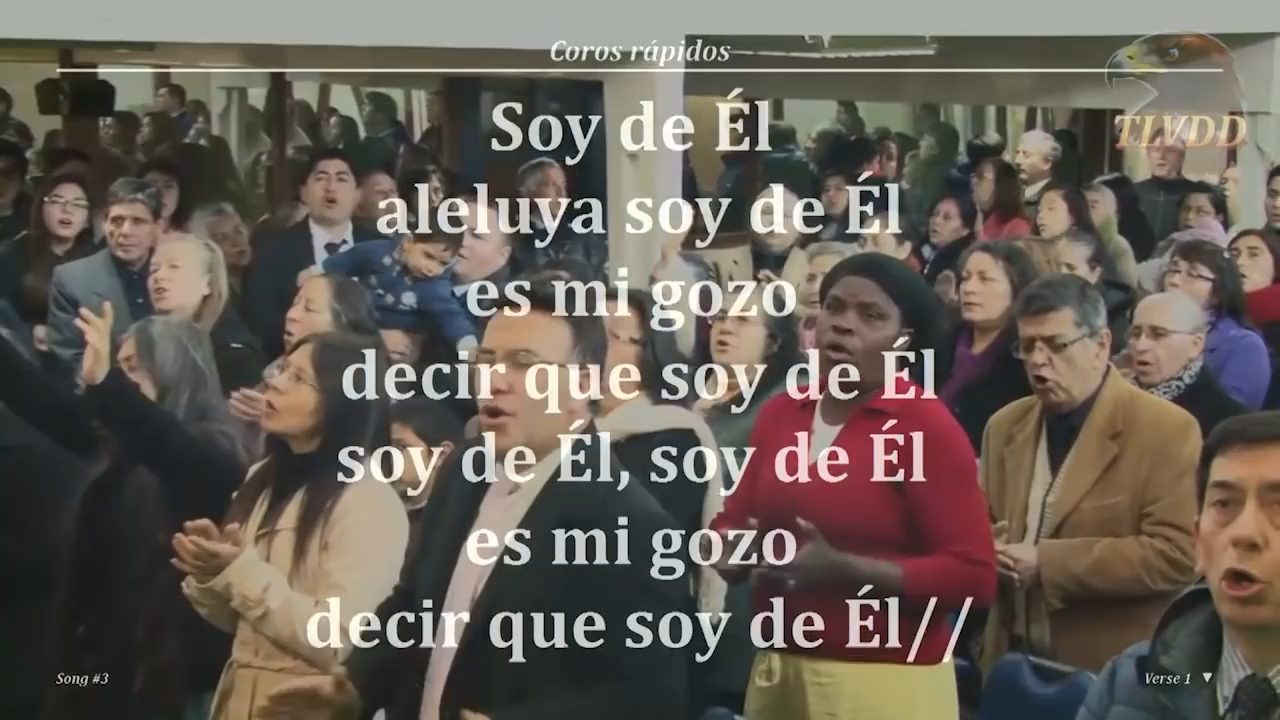 Coros rápidos
TLVDD
Soy de Él
aleluya soy de Él
es mi gozo
decir que soy de Él
soy de Él, soy de Él
es mi gozo
decir que soy de Él//
Song #3
Verse 1 ▼